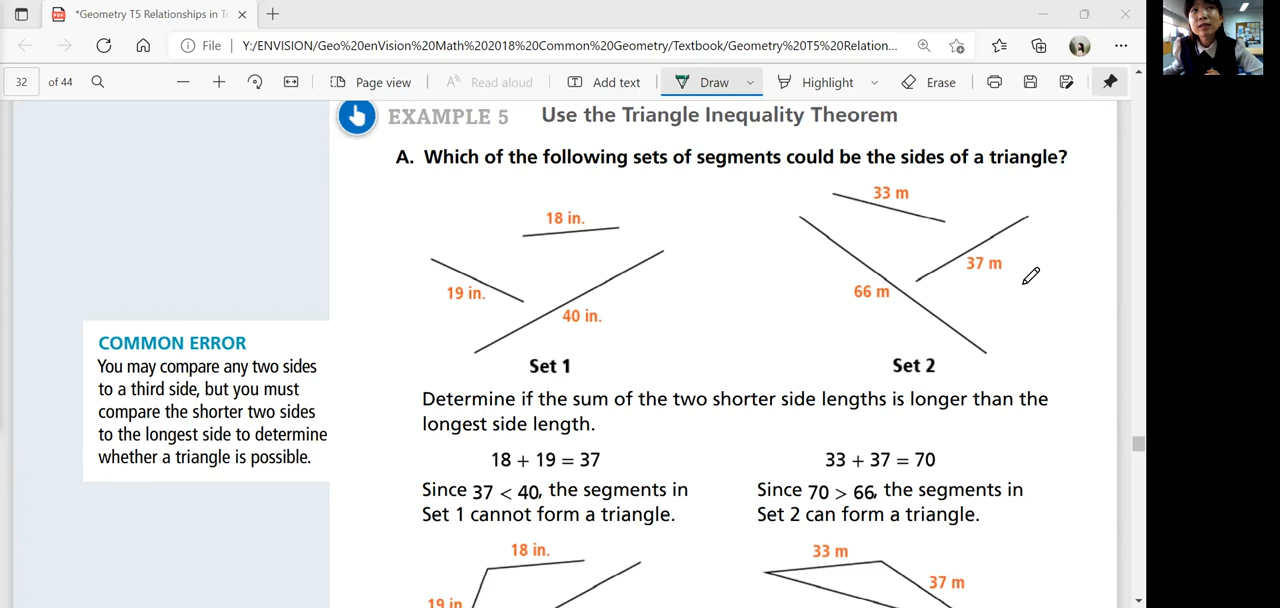 *Geometry T5 Relationships in Tr
File
Y:/ENVISION/Geo%20enVision%20Math%202018%20Common%20Geometry/Textbook/Geometry%20T5%20Relation...
32 of 44
Page view
Read aloud
Add text
Draw
Highlight
Erase
EXAMPLE 5 Use the Triangle Inequality Theorem
A. Which of the following sets of segments could be the sides of a triangle?
18 in.
19 in.
40 in.
Set 1
33 m
37 m
66 m
Set 2
COMMON ERROR
You may compare any two sides
to a third side, but you must
compare the shorter two sides
to the longest side to determine
whether a triangle is possible.
Determine if the sum of the two shorter side lengths is longer than the
longest side length.
18 + 19 = 37
Since 37 < 40, the segments in
Set 1 cannot form a triangle.
33 + 37 = 70
Since 70 > 66, the segments in
Set 2 can form a triangle.
18 in.
19 in.
33 m
37 m